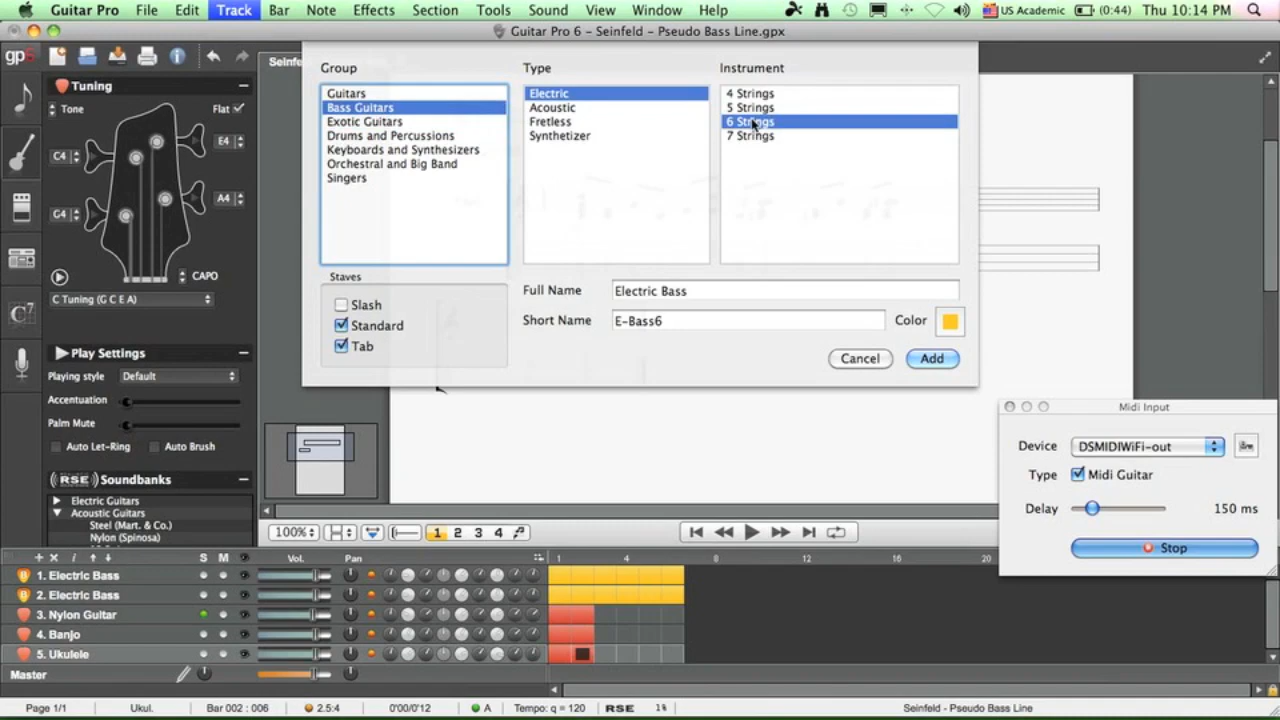 Guitar Pro File Edit Track Bar Note Effects Section Tools Sound View Window Help US Academic (0:44) Thu 10:14 PM
Guitar Pro 6 – Seinfeld – Pseudo Bass Line.gpx
gp6
Seinfe
Tuning
Tone Flat
C4 E4
G4 A4
CAPO
C Tuning (G C E A)
Play Settings
Playing style Default
Accentuation
Palm Mute
Auto Let-Ring Auto Brush
RSE Soundbanks
Electric Guitars
Acoustic Guitars
Steel (Mart. & Co.)
Nylon (Spinosa)
Group Type Instrument
Guitars
Bass Guitars
Exotic Guitars
Drums and Percussions
Keyboards and Synthesizers
Orchestral and Big Band
Singers
Electric
Acoustic
Fretless
Synthetizer
4 Strings
5 Strings
6 Strings
7 Strings
Staves
Slash
Standard
Tab
Full Name Electric Bass
Short Name E-Bass6 Color
Cancel Add
Midi Input
Device DSMIDIWiFi-out
Type Midi Guitar
Delay 150 ms
Stop
100% 1 2 3 4
S M Vol. Pan 1 4 8 12 16 20
1. Electric Bass
2. Electric Bass
3. Nylon Guitar
4. Banjo
5. Ukulele
Master
Page 1/1 Ukul. Bar 002 : 006 2.5:4 0'00/0'12 A Tempo: q = 120 RSE Seinfeld – Pseudo Bass Line